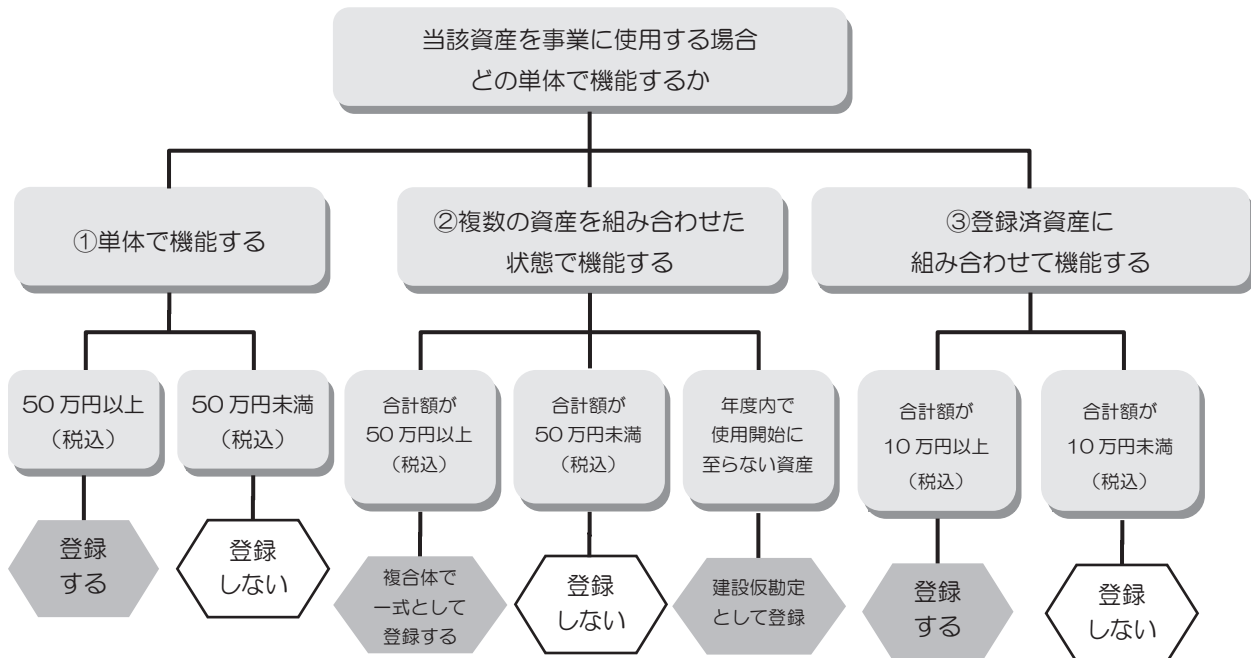 当該資産を事業に使用する場合
どの単体で機能するか
①単体で機能する
②複数の資産を組み合わせた
状態で機能する
③登録済資産に
組み合わせて機能する
50万円以上
（税込）
50万円未満
（税込）
合計額が
50万円以上
（税込）
合計額が
50万円未満
（税込）
年度内で
使用開始に
至らない資産
合計額が
10万円以上
（税込）
合計額が
10万円未満
（税込）
登録
する
登録
しない
複合体で
一式として
登録する
登録
しない
建設仮勘定
として登録
登録
する
登録
しない